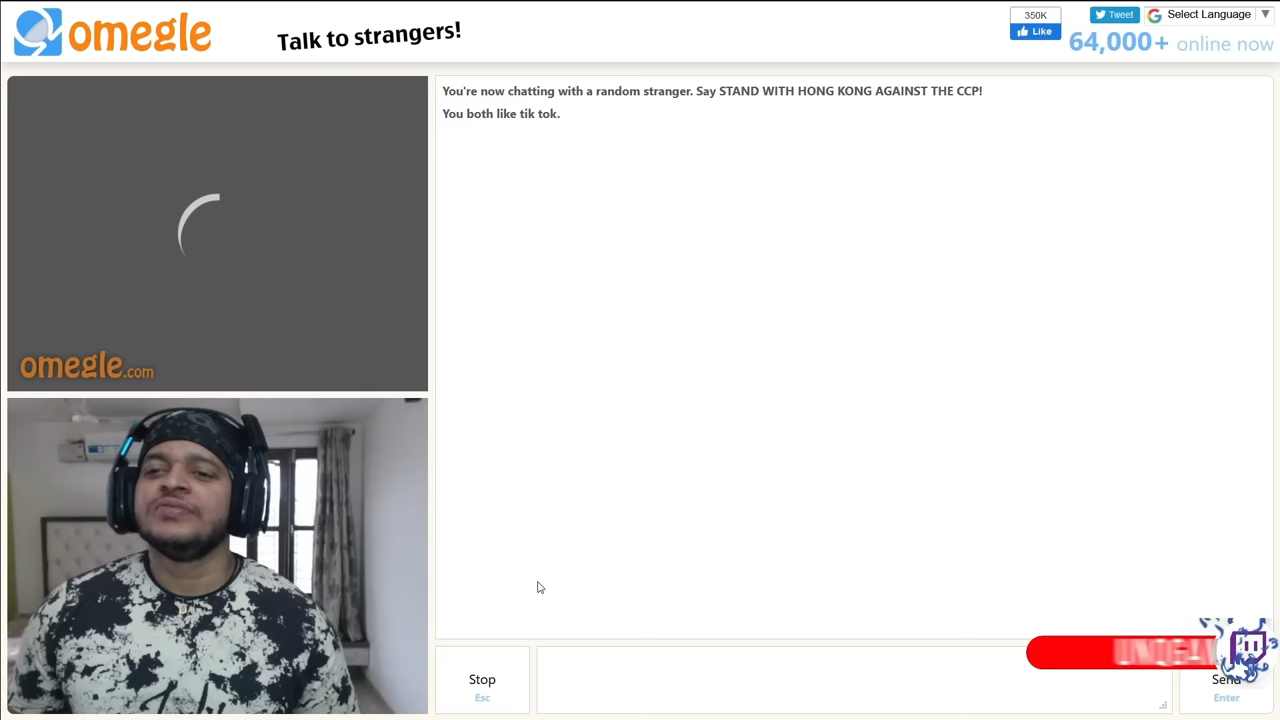 omegle
Talk to strangers!
350K
Like
Tweet
Select Language
64,000+ online now
You're now chatting with a random stranger. Say STAND WITH HONG KONG AGAINST THE CCP!
You both like tik tok.
omegle.com
Stop
Esc
Send
Enter